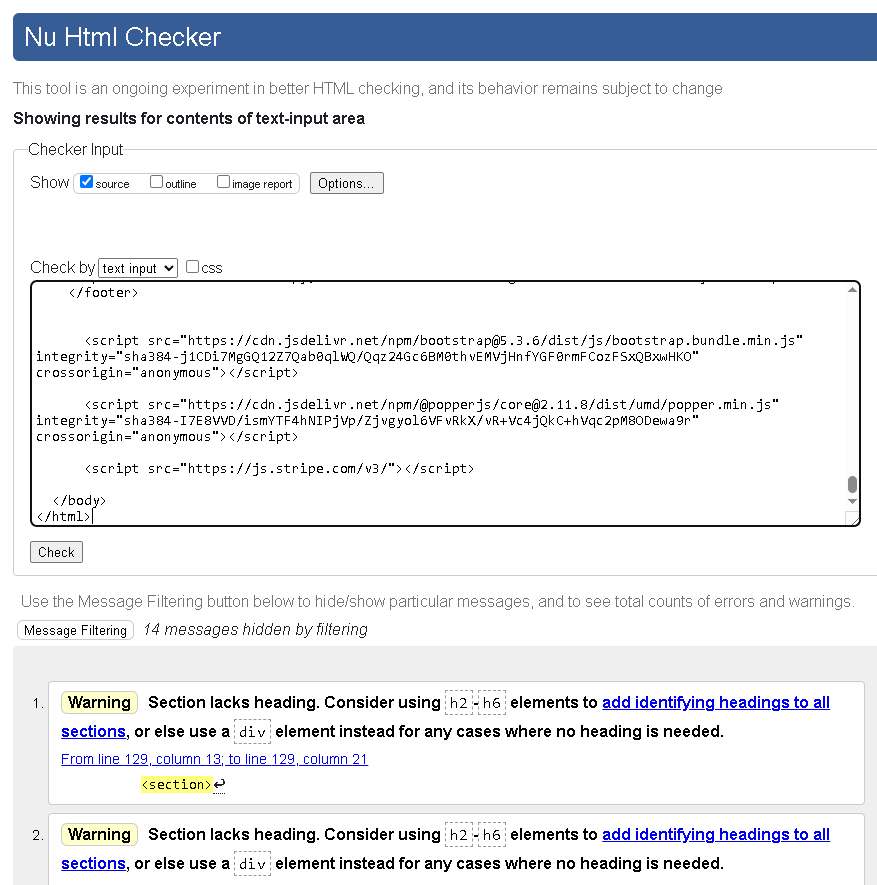 Nu Html Checker
This tool is an ongoing experiment in better HTML checking, and its behavior remains subject to change
Showing results for contents of text-input area
Checker Input
Show source outline image report Options...
Check by text input css
</footer>
<script src="https://cdn.jsdelivr.net/npm/bootstrap@5.3.6/dist/js/bootstrap.bundle.min.js"
integrity="sha384-j1CDi7MgGQ12Z7Qab0qlWQ/Qqz24Gc6BM0thvEMVjHnfYGF0rmFCozFSxQBxwHKO"
crossorigin="anonymous"></script>
<script src="https://cdn.jsdelivr.net/npm/@popperjs/core@2.11.8/dist/umd/popper.min.js"
integrity="sha384-I7E8VVD/ismYTF4hNIPjVp/Zjvgyol6VFvRkX/vR+Vc4jQkC+hVqc2pM8ODewa9r"
crossorigin="anonymous"></script>
<script src="https://js.stripe.com/v3/"></script>
</body>
</html>
Check
Use the Message Filtering button below to hide/show particular messages, and to see total counts of errors and warnings.
Message Filtering 14 messages hidden by filtering
1. Warning Section lacks heading. Consider using h2-h6 elements to add identifying headings to all
sections, or else use a div element instead for any cases where no heading is needed.
From line 129, column 13; to line 129, column 21
<section>↩
2. Warning Section lacks heading. Consider using h2-h6 elements to add identifying headings to all
sections, or else use a div element instead for any cases where no heading is needed.